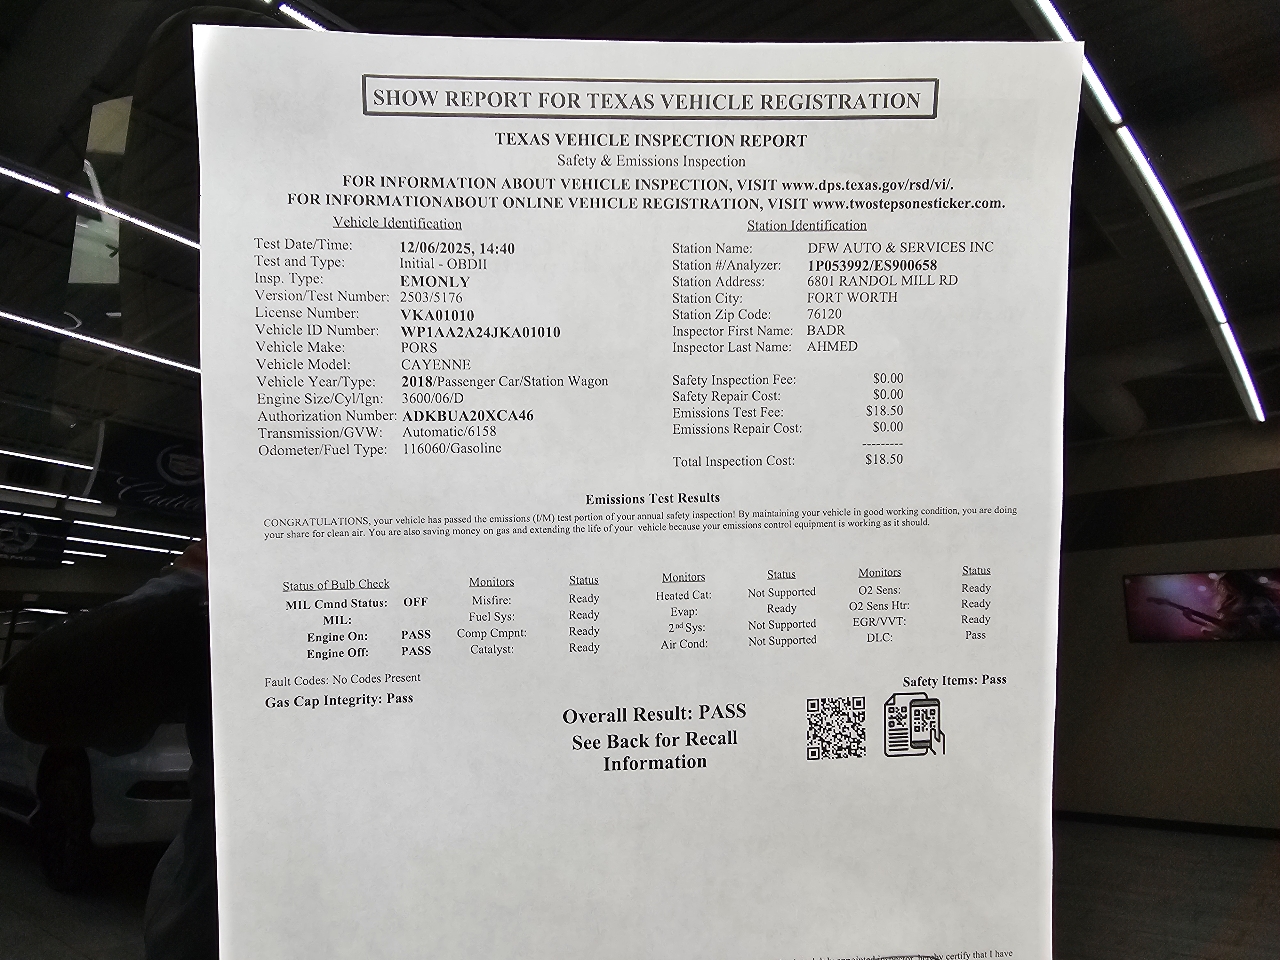 SHOW REPORT FOR TEXAS VEHICLE REGISTRATION
TEXAS VEHICLE INSPECTION REPORT
Safety & Emissions Inspection
FOR INFORMATION ABOUT VEHICLE INSPECTION, VISIT www.dps.texas.gov/rsd/vi/.
FOR INFORMATIONABOUT ONLINE VEHICLE REGISTRATION, VISIT www.twostepsonesticker.com.
Vehicle Identification
Test Date/Time: 12/06/2025, 14:40
Test and Type: Initial - OBDII
Insp. Type: EMONLY
Version/Test Number: 2503/5176
License Number: VKA01010
Vehicle ID Number: WP1AA2A24JKA01010
Vehicle Make: PORS
Vehicle Model: CAYENNE
Vehicle Year/Type: 2018/Passenger Car/Station Wagon
Engine Size/Cyl/Ign: 3600/06/D
Authorization Number: ADKBUA20XCA46
Transmission/GVW: Automatic/6158
Odometer/Fuel Type: 116060/Gasoline
Station Identification
Station Name: DFW AUTO & SERVICES INC
Station #/Analyzer: 1P053992/ES900658
Station Address: 6801 RANDOL MILL RD
Station City: FORT WORTH
Station Zip Code: 76120
Inspector First Name: BADR
Inspector Last Name: AHMED
Safety Inspection Fee: $0.00
Safety Repair Cost: $0.00
Emissions Test Fee: $18.50
Emissions Repair Cost: $0.00
---------
Total Inspection Cost: $18.50
Emissions Test Results
CONGRATULATIONS, your vehicle has passed the emissions (I/M) test portion of your annual safety inspection! By maintaining your vehicle in good working condition, you are doing
your share for clean air. You are also saving money on gas and extending the life of your vehicle because your emissions control equipment is working as it should.
Status of Bulb Check
MIL Cmnd Status: OFF
MIL:
Engine On: PASS
Engine Off: PASS
Monitors Status
Misfire: Ready
Fuel Sys: Ready
Comp Cmpnt: Ready
Catalyst: Ready
Monitors Status
Heated Cat: Not Supported
Evap: Ready
2nd Sys: Not Supported
Air Cond: Not Supported
Monitors Status
O2 Sens: Ready
O2 Sens Htr: Ready
EGR/VVT: Ready
DLC: Pass
Fault Codes: No Codes Present
Gas Cap Integrity: Pass
Safety Items: Pass
Overall Result: PASS
See Back for Recall
Information
hereby certify that I have
Cadillac